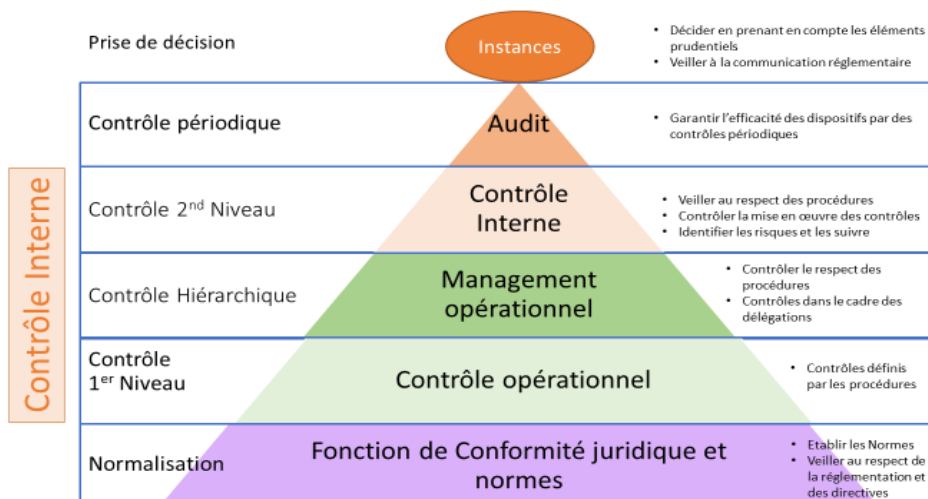 Prise de décision
Instances
• Décider en prenant en compte les éléments
prudentiels
• Veiller à la communication réglementaire
Contrôle Interne
Contrôle périodique
Audit
• Garantir l'efficacité des dispositifs par des
contrôles périodiques
Contrôle 2nd Niveau
Contrôle
Interne
• Veiller au respect des procédures
• Contrôler la mise en œuvre des contrôles
• Identifier les risques et les suivre
Contrôle Hiérarchique
Management
opérationnel
• Contrôler le respect des
procédures
• Contrôles dans le cadre des
délégations
Contrôle
1er Niveau
Contrôle opérationnel
• Contrôles définis
par les procédures
Normalisation
Fonction de Conformité juridique et
normes
• Etablir les Normes
• Veiller au respect de
la réglementation et
des directives